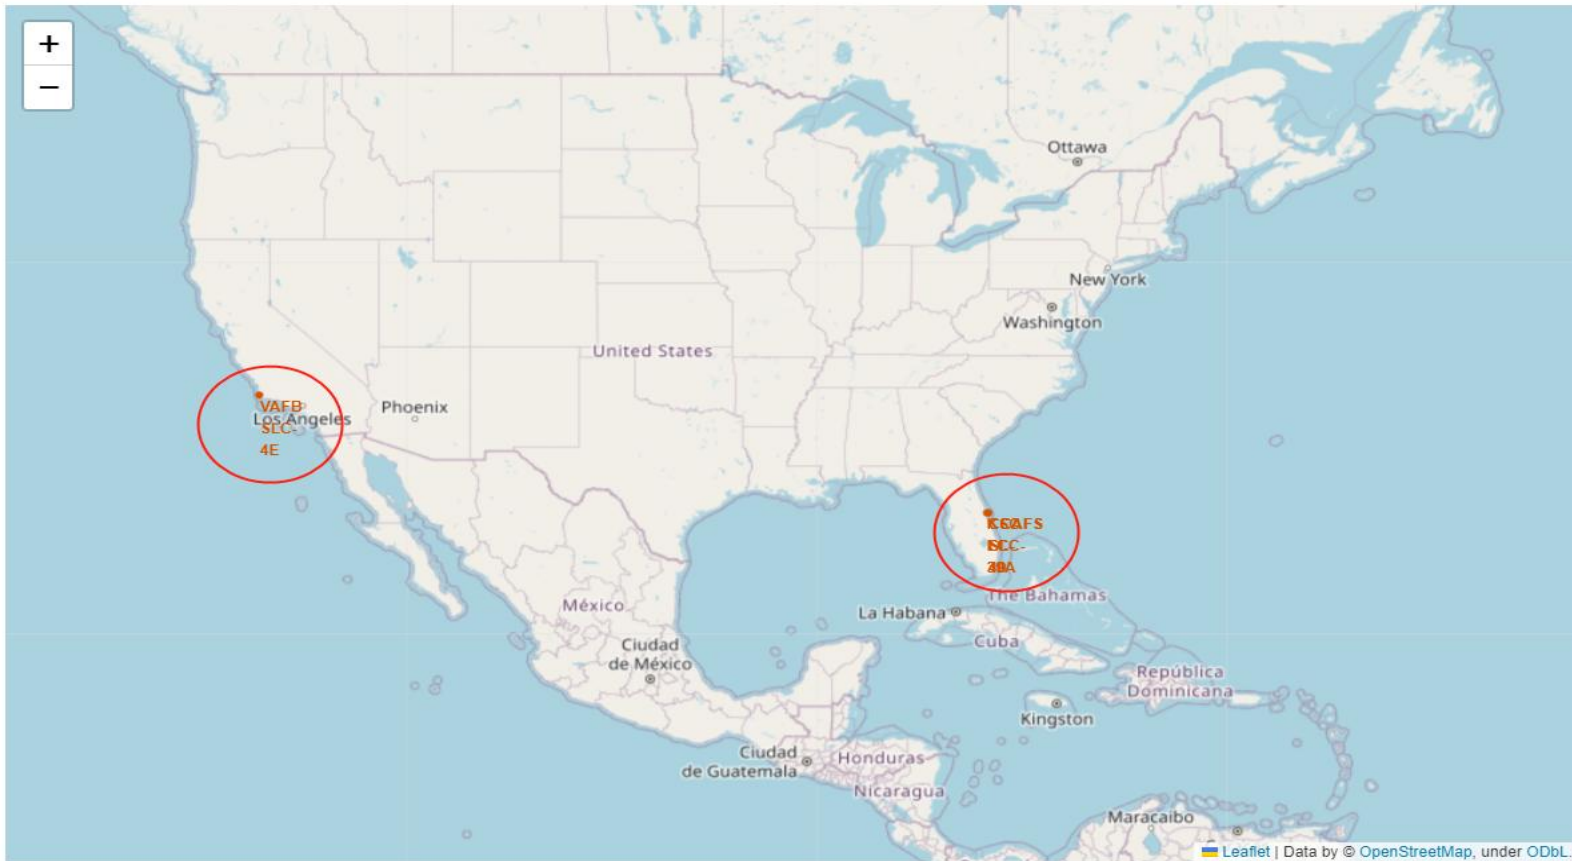 +
−
Ottawa
New York
Washington
United States
VAFB
SLC-
4E
Los Angeles
Phoenix
The Bahamas
La Habana
México
Cuba
Ciudad
de México
República
Dominicana
Kingston
Ciudad
de Guatemala
Honduras
Nicaragua
Maracaibo
Leaflet | Data by © OpenStreetMap, under ODbL.